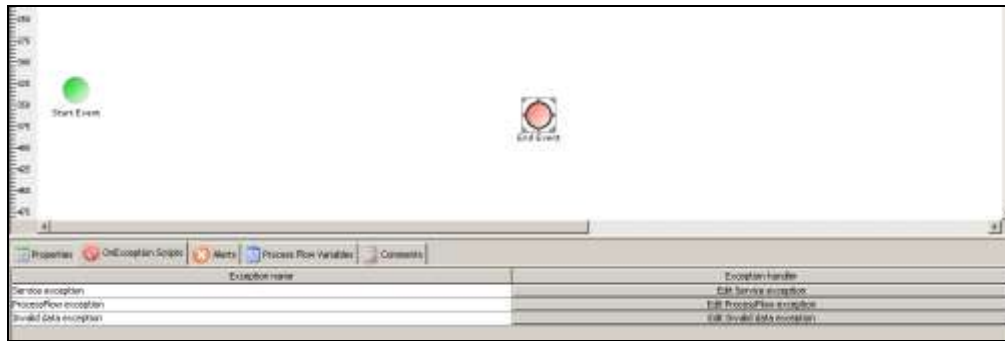 Start Event
End Event
Properties OnException Scripts Alerts Process Flow Variables Comments
Exception name Exception handler
Service exception Edit Service exception
ProcessFlow exception Edit ProcessFlow exception
Invalid data exception Edit Invalid data exception